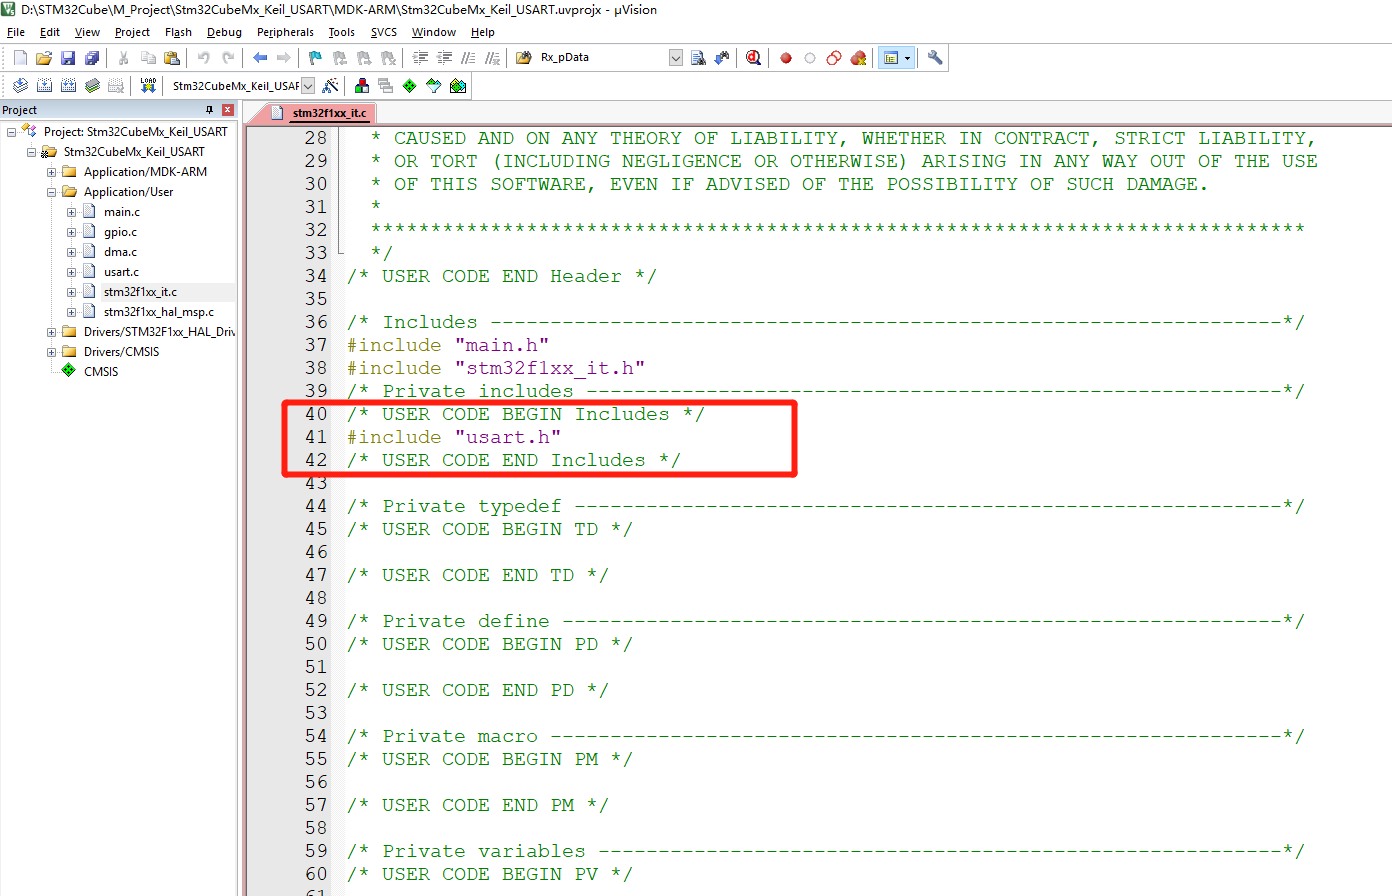 D:\STM32Cube\M_Project\Stm32CubeMx_Keil_USART\MDK-ARM\Stm32CubeMx_Keil_USART.uvprojx - µVision
File Edit View Project Flash Debug Peripherals Tools SVCS Window Help
Rx_pData
LOAD Stm32CubeMx_Keil_USAR
Project
Project: Stm32CubeMx_Keil_USART
Stm32CubeMx_Keil_USART
Application/MDK-ARM
Application/User
main.c
gpio.c
dma.c
usart.c
stm32f1xx_it.c
stm32f1xx_hal_msp.c
Drivers/STM32F1xx_HAL_Driv
Drivers/CMSIS
CMSIS
stm32f1xx_it.c
28 * CAUSED AND ON ANY THEORY OF LIABILITY, WHETHER IN CONTRACT, STRICT LIABILITY,
29 * OR TORT (INCLUDING NEGLIGENCE OR OTHERWISE) ARISING IN ANY WAY OUT OF THE USE
30 * OF THIS SOFTWARE, EVEN IF ADVISED OF THE POSSIBILITY OF SUCH DAMAGE.
31 *
32 ******************************************************************************
33 */
34 /* USER CODE END Header */
35
36 /* Includes ------------------------------------------------------------------*/
37 #include "main.h"
38 #include "stm32f1xx_it.h"
39 /* Private includes ----------------------------------------------------------*/
40 /* USER CODE BEGIN Includes */
41 #include "usart.h"
42 /* USER CODE END Includes */
43
44 /* Private typedef -----------------------------------------------------------*/
45 /* USER CODE BEGIN TD */
46
47 /* USER CODE END TD */
48
49 /* Private define ------------------------------------------------------------*/
50 /* USER CODE BEGIN PD */
51
52 /* USER CODE END PD */
53
54 /* Private macro -------------------------------------------------------------*/
55 /* USER CODE BEGIN PM */
56
57 /* USER CODE END PM */
58
59 /* Private variables ---------------------------------------------------------*/
60 /* USER CODE BEGIN PV */
61